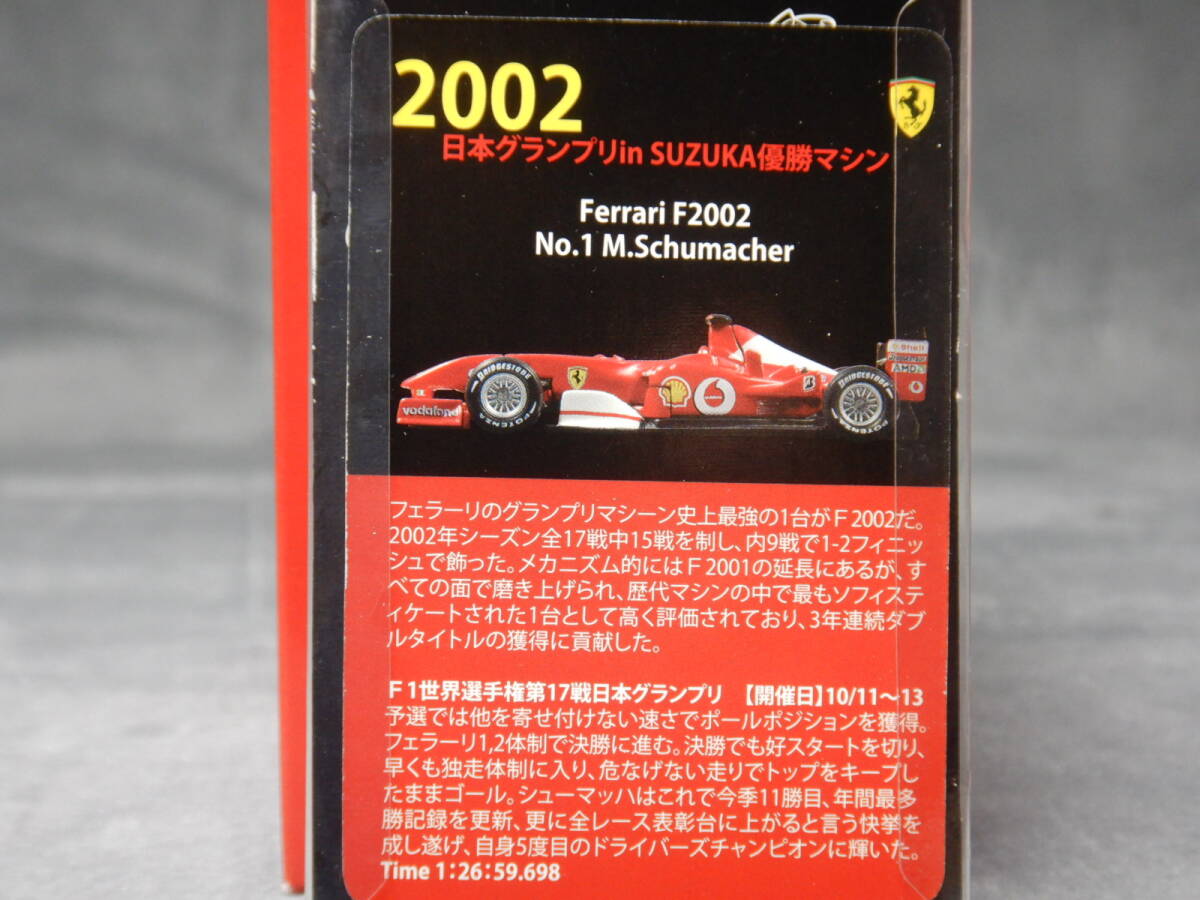 2002
日本グランプリin SUZUKA優勝マシン
Ferrari F2002
No.1 M.Schumacher
Shell
AMD
BRIDGESTONE
BRIDGESTONE
vodafone
vodafone
POTENZA
POTENZA
フェラーリのグランプリマシーン史上最強の1台がF2002だ。
2002年シーズン全17戦中15戦を制し、内9戦で1-2フィニッ
シュで飾った。メカニズム的にはF2001の延長にあるが、す
べての面で磨き上げられ、歴代マシンの中で最もソフィステ
ィケートされた1台として高く評価されており、3年連続ダブ
ルタイトルの獲得に貢献した。
F1世界選手権第17戦日本グランプリ 【開催日】10/11〜13
予選では他を寄せ付けない速さでポールポジションを獲得。
フェラーリ1,2体制で決勝に進む。決勝でも好スタートを切り、
早くも独走体制に入り、危なげない走りでトップをキープし
たままゴール。シューマッハはこれで今季11勝目、年間最多
勝記録を更新、更に全レース表彰台に上がると言う快挙を
成し遂げ、自身5度目のドライバーズチャンピオンに輝いた。
Time 1:26:59.698